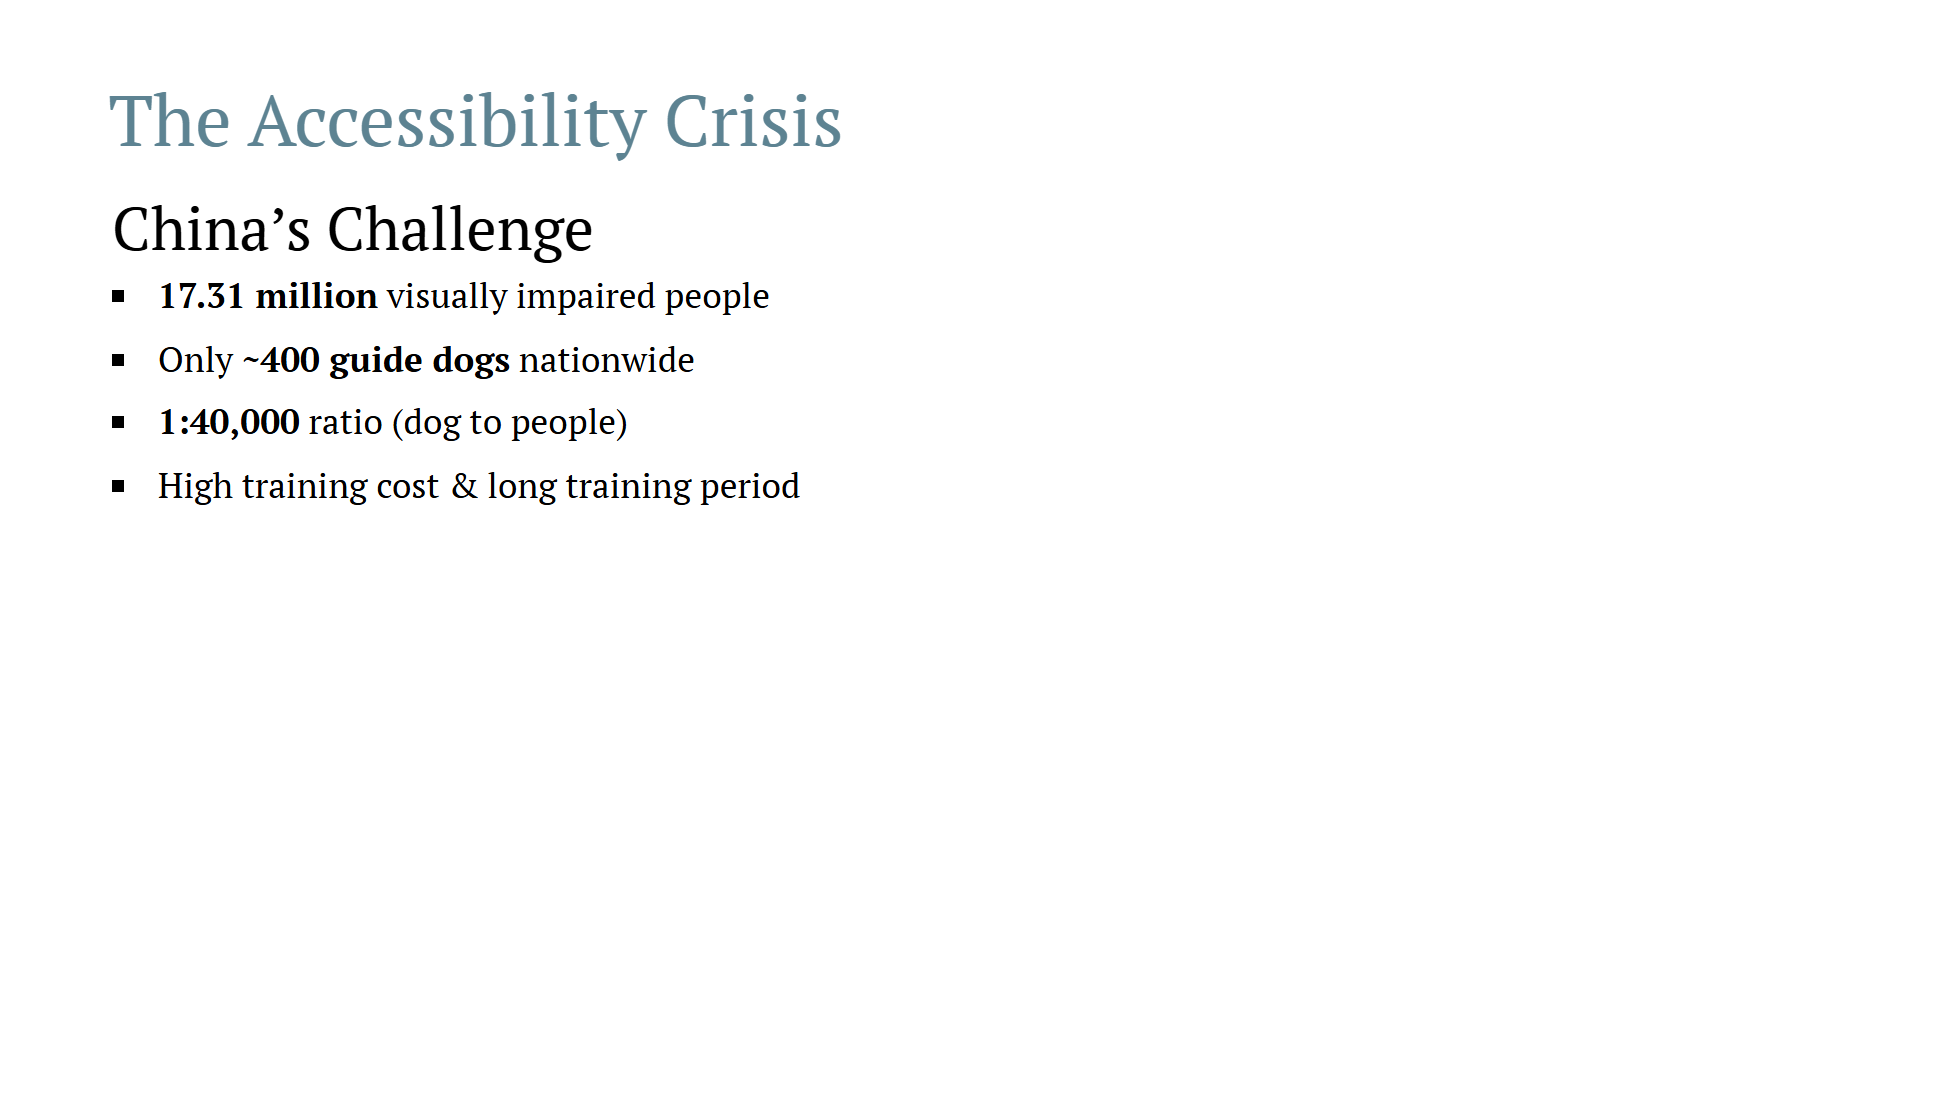 The Accessibility Crisis
China’s Challenge
▪ 17.31 million visually impaired people
▪ Only ~400 guide dogs nationwide
▪ 1:40,000 ratio (dog to people)
▪ High training cost & long training period